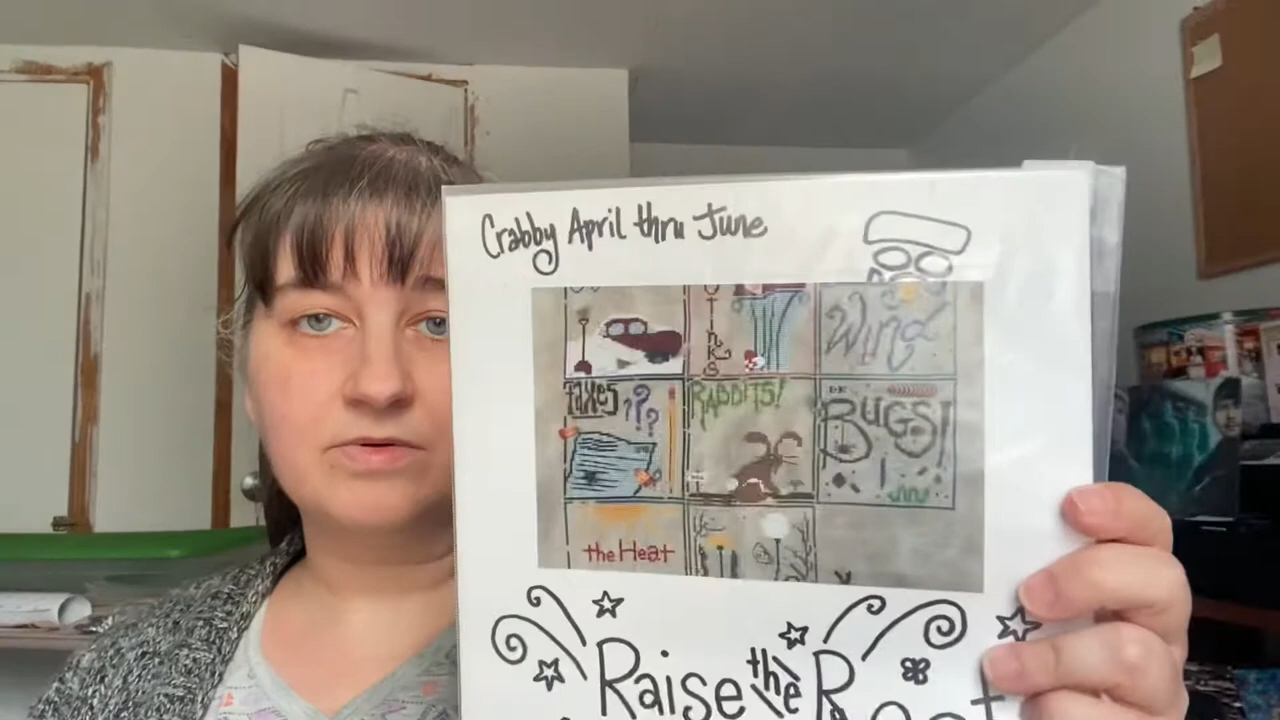 Crabby April thru June
Wind
taxes ???
RABBITS!
BUGS!
the Heat
Raise the